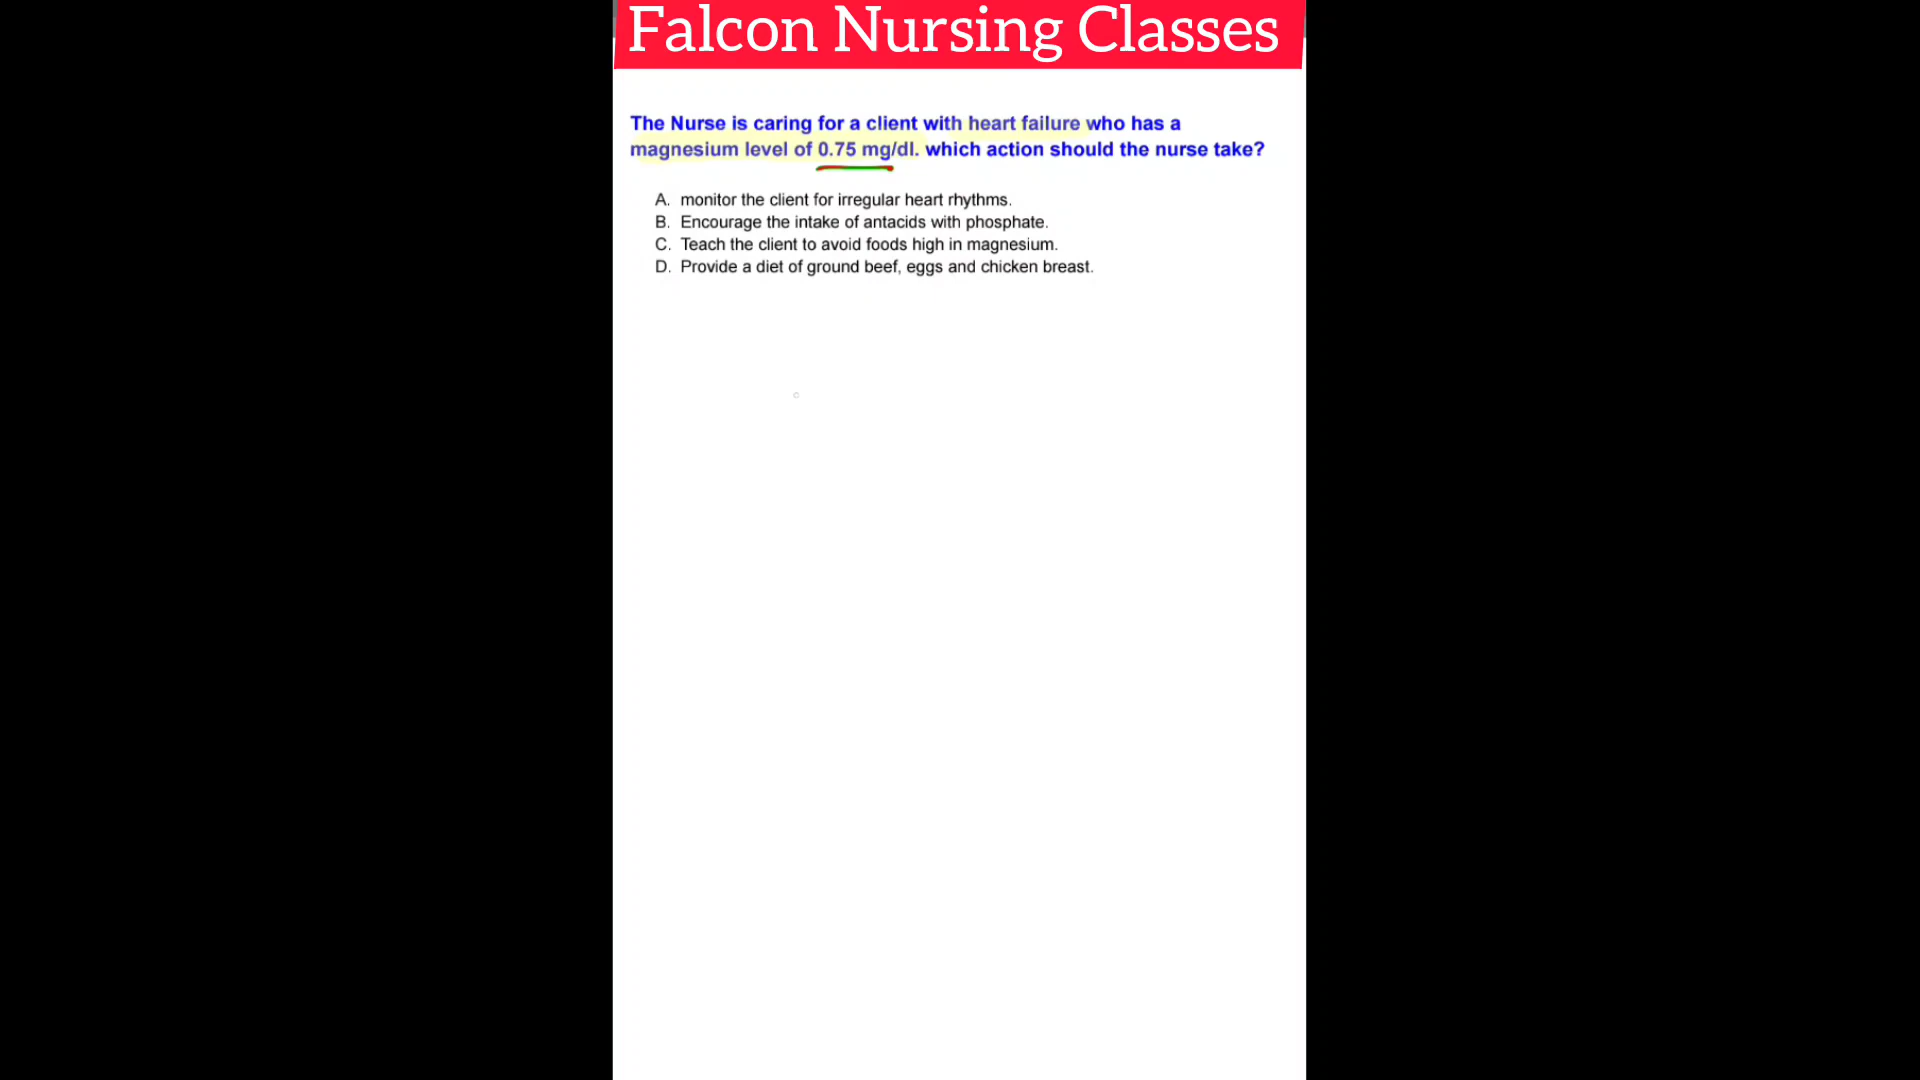 Falcon Nursing Classes
The Nurse is caring for a client with heart failure who has a
magnesium level of 0.75 mg/dl. which action should the nurse take?
A. monitor the client for irregular heart rhythms.
B. Encourage the intake of antacids with phosphate.
C. Teach the client to avoid foods high in magnesium.
D. Provide a diet of ground beef, eggs and chicken breast.